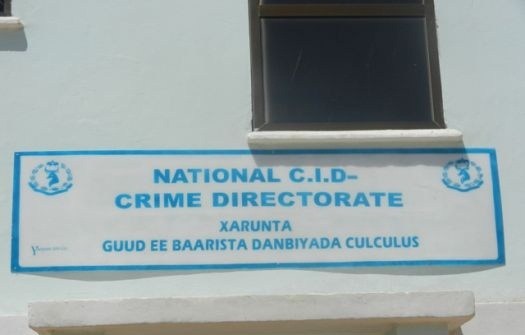 NATIONAL C.I.D-
CRIME DIRECTORATE
XARUNTA
GUUD EE BAARISTA DANBIYADA CULCULUS